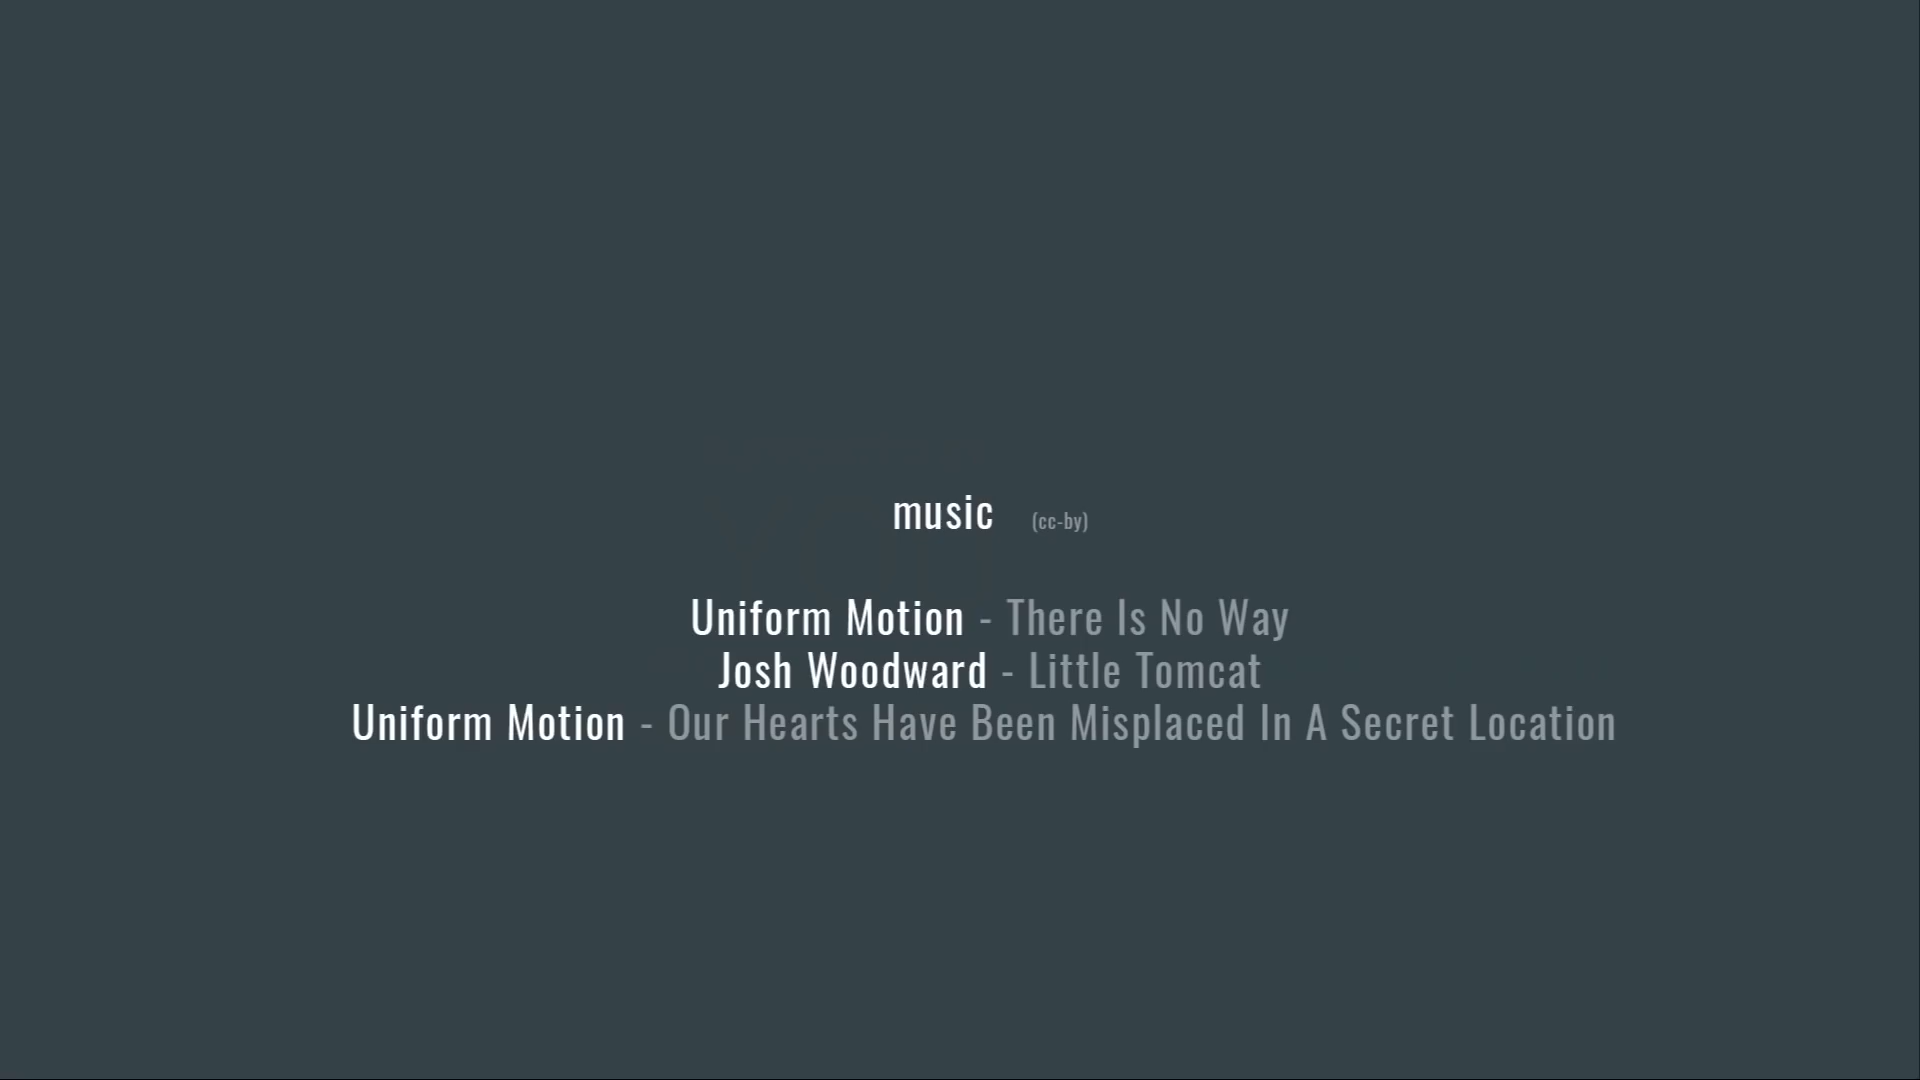 music (cc-by)
Uniform Motion - There Is No Way
Josh Woodward - Little Tomcat
Uniform Motion - Our Hearts Have Been Misplaced In A Secret Location